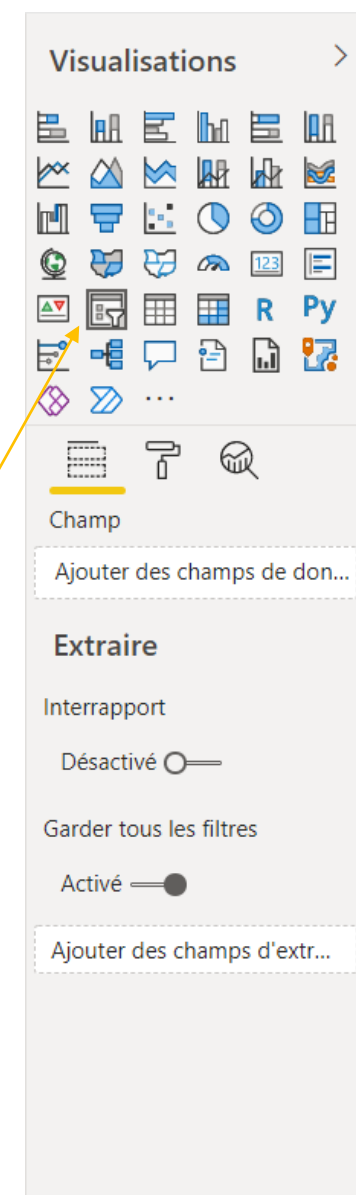 Visualisations
123
R Py
Champ
Ajouter des champs de don...
Extraire
Interrapport
Désactivé
Garder tous les filtres
Activé
Ajouter des champs d'extr...